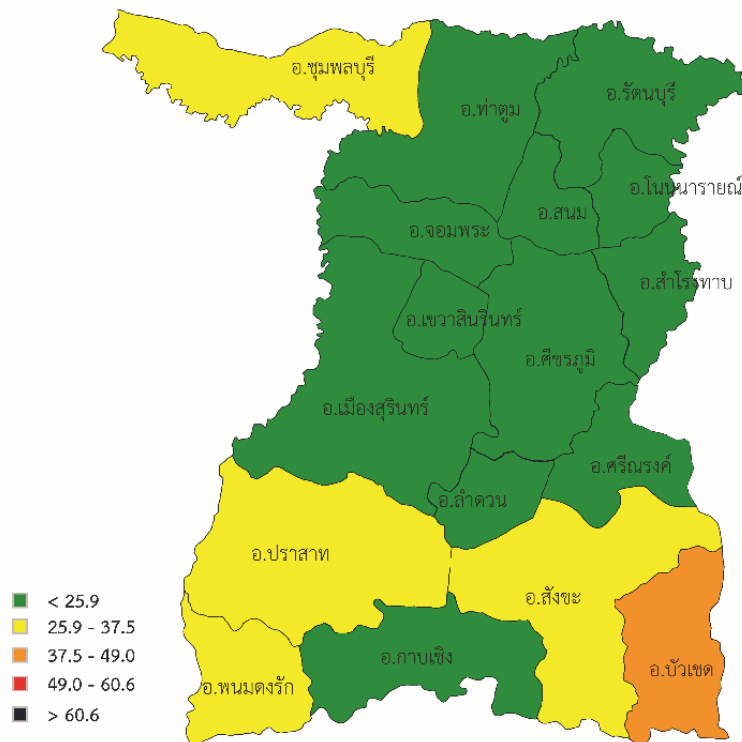 อ.ชุมพลบุรี
อ.รัตนบุรี
อ.ท่าตูม
อ.โนนนารายณ์
อ.สนม
อ.จอมพระ
อ.สำโรงทาบ
อ.เขวาสินรินทร์
อ.ศีขรภูมิ
อ.เมืองสุรินทร์
อ.ศรีณรงค์
อ.ลำดวน
อ.ปราสาท
อ.สังขะ
อ.กาบเชิง
อ.บัวเชด
อ.พนมดงรัก
< 25.9
25.9 - 37.5
37.5 - 49.0
49.0 - 60.6
> 60.6